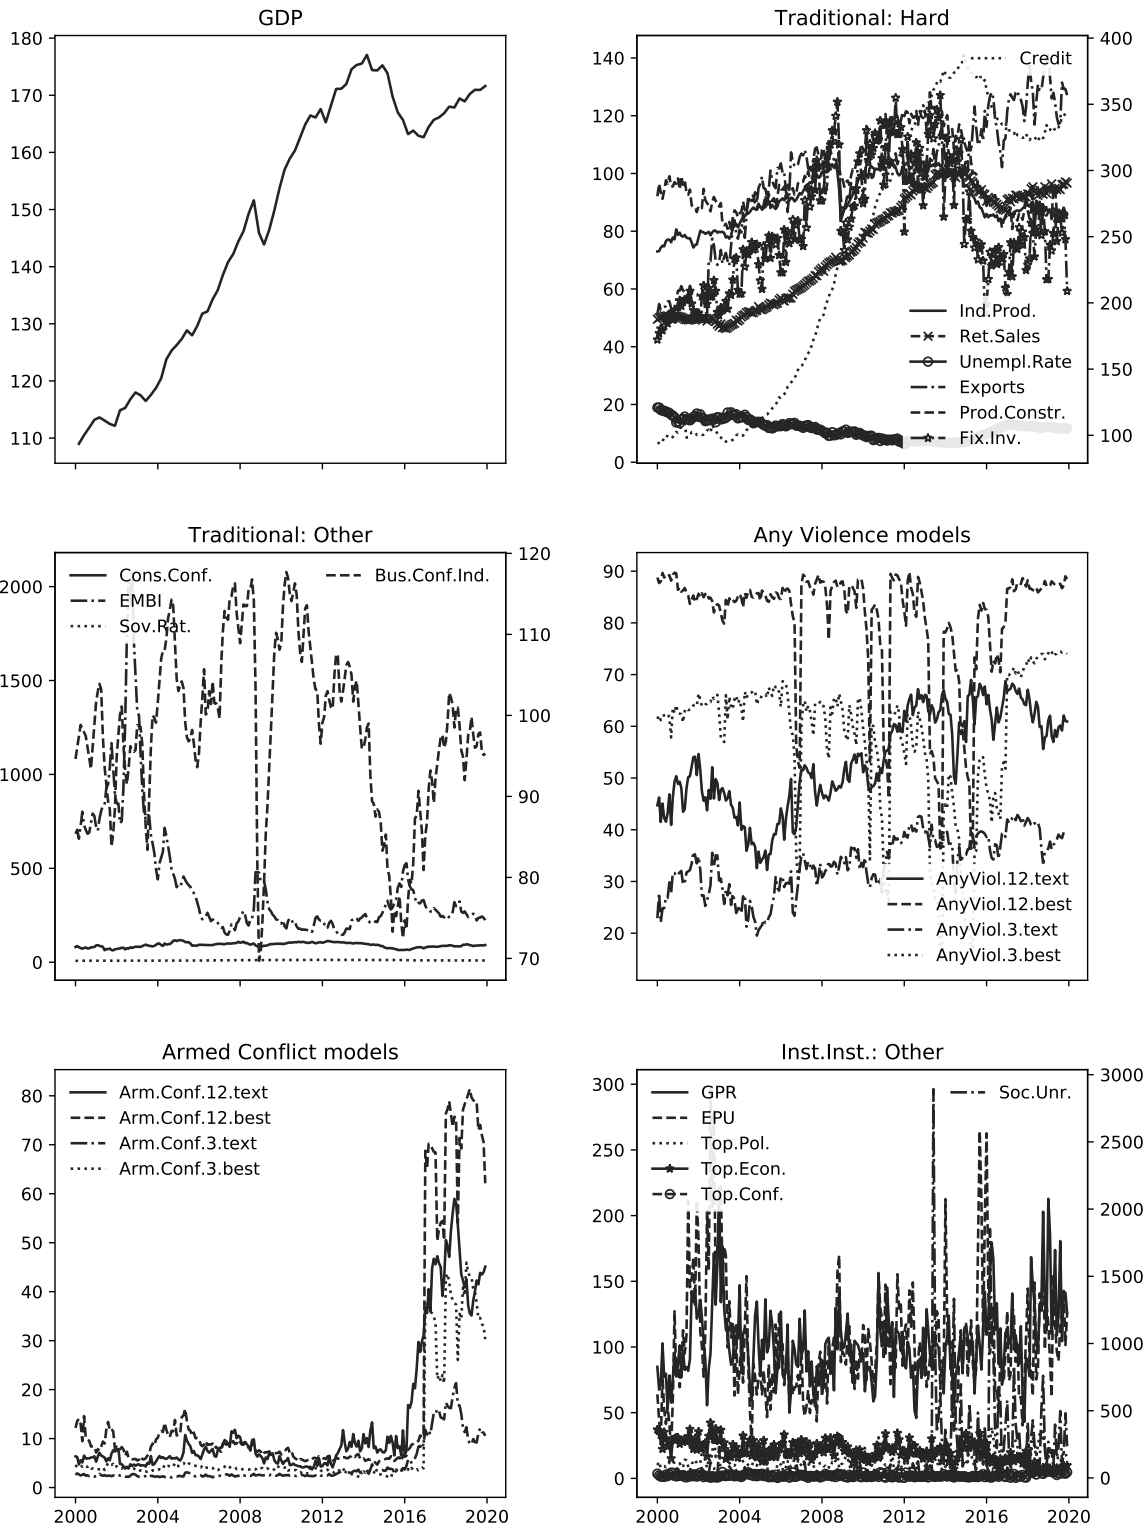 GDP
180
170
160
150
140
130
120
110
Traditional: Hard
140
120
100
80
60
40
20
0
400
350
300
250
200
150
100
Credit
Ind.Prod.
Ret.Sales
Unempl.Rate
Exports
Prod.Constr.
Fix.Inv.
Traditional: Other
2000
1500
1000
500
0
120
110
100
90
80
70
Cons.Conf.
EMBI
Sov.Rat.
Bus.Conf.Ind.
Any Violence models
90
80
70
60
50
40
30
20
AnyViol.12.text
AnyViol.12.best
AnyViol.3.text
AnyViol.3.best
Armed Conflict models
80
70
60
50
40
30
20
10
0
Arm.Conf.12.text
Arm.Conf.12.best
Arm.Conf.3.text
Arm.Conf.3.best
2000 2004 2008 2012 2016 2020
Inst.Inst.: Other
300
250
200
150
100
50
0
3000
2500
2000
1500
1000
500
0
GPR
EPU
Top.Pol.
Top.Econ.
Top.Conf.
Soc.Unr.
2000 2004 2008 2012 2016 2020